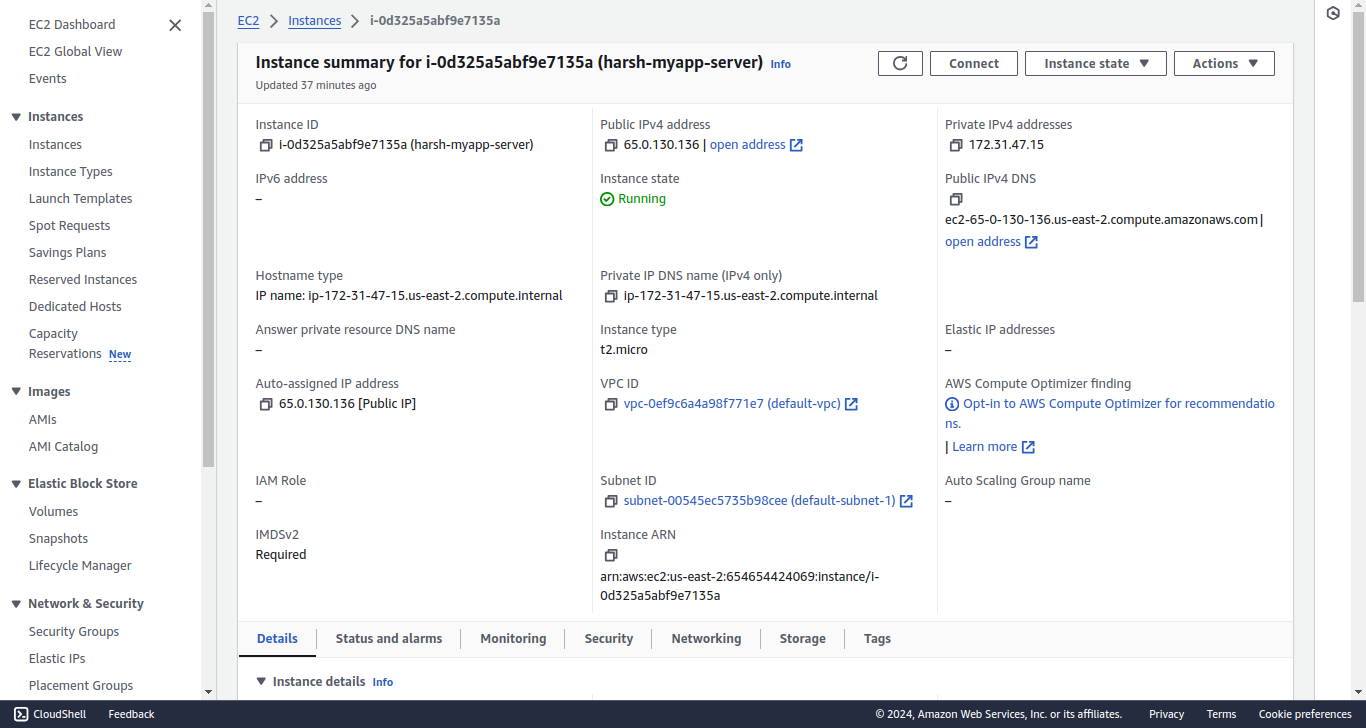 EC2 Dashboard
EC2 Global View
Events
Instances
Instances
Instance Types
Launch Templates
Spot Requests
Savings Plans
Reserved Instances
Dedicated Hosts
Capacity
Reservations New
Images
AMIs
AMI Catalog
Elastic Block Store
Volumes
Snapshots
Lifecycle Manager
Network & Security
Security Groups
Elastic IPs
Placement Groups
EC2 Instances i-0d325a5abf9e7135a
Instance summary for i-0d325a5abf9e7135a (harsh-myapp-server) Info
Updated 37 minutes ago
Connect
Instance state
Actions
Instance ID
i-0d325a5abf9e7135a (harsh-myapp-server)
Public IPv4 address
65.0.130.136 | open address
Private IPv4 addresses
172.31.47.15
IPv6 address
–
Instance state
Running
Public IPv4 DNS
ec2-65-0-130-136.us-east-2.compute.amazonaws.com |
open address
Hostname type
IP name: ip-172-31-47-15.us-east-2.compute.internal
Private IP DNS name (IPv4 only)
ip-172-31-47-15.us-east-2.compute.internal
Answer private resource DNS name
–
Instance type
t2.micro
Elastic IP addresses
–
Auto-assigned IP address
65.0.130.136 [Public IP]
VPC ID
vpc-0ef9c6a4a98f771e7 (default-vpc)
AWS Compute Optimizer finding
Opt-in to AWS Compute Optimizer for recommendatio
ns.
| Learn more
IAM Role
–
Subnet ID
subnet-00545ec5735b98cee (default-subnet-1)
Auto Scaling Group name
–
IMDSv2
Required
Instance ARN
arn:aws:ec2:us-east-2:654654424069:instance/i-
0d325a5abf9e7135a
Details Status and alarms Monitoring Security Networking Storage Tags
Instance details Info
CloudShell Feedback © 2024, Amazon Web Services, Inc. or its affiliates. Privacy Terms Cookie preferences